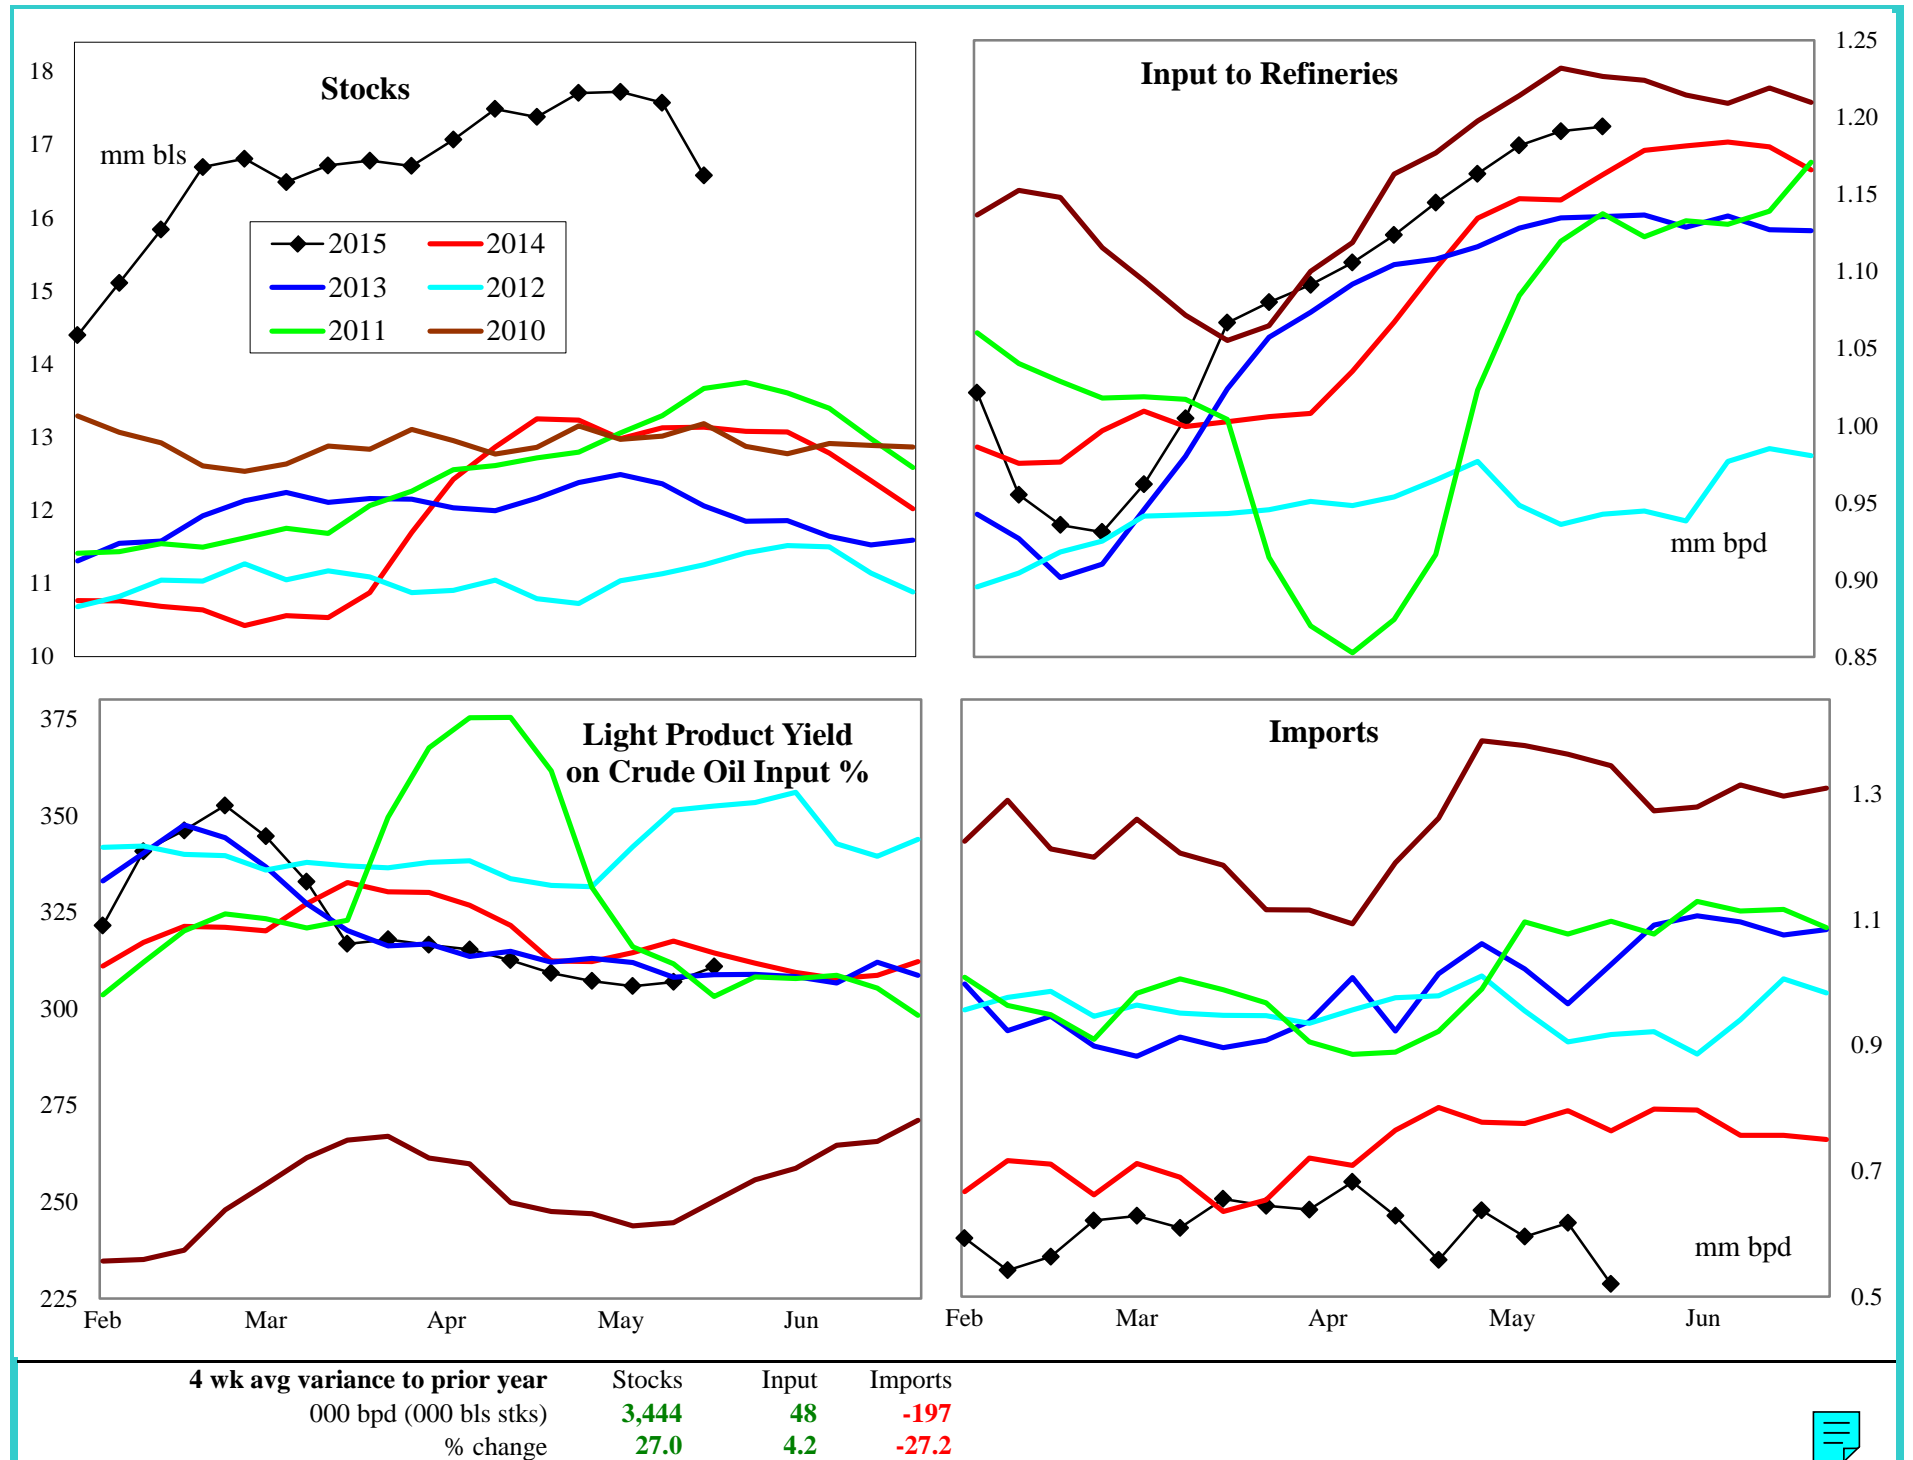 Stocks
mm bls
18
17
16
15
14
13
12
11
10
2015 2014
2013 2012
2011 2010
Input to Refineries
1.25
1.20
1.15
1.10
1.05
1.00
0.95
0.90
0.85
mm bpd
Light Product Yield
on Crude Oil Input %
375
350
325
300
275
250
225
Feb Mar Apr May Jun
Imports
1.3
1.1
0.9
0.7
0.5
mm bpd
Feb Mar Apr May Jun
4 wk avg variance to prior year Stocks Input Imports
000 bpd (000 bls stks) 3,444 48 -197
% change 27.0 4.2 -27.2